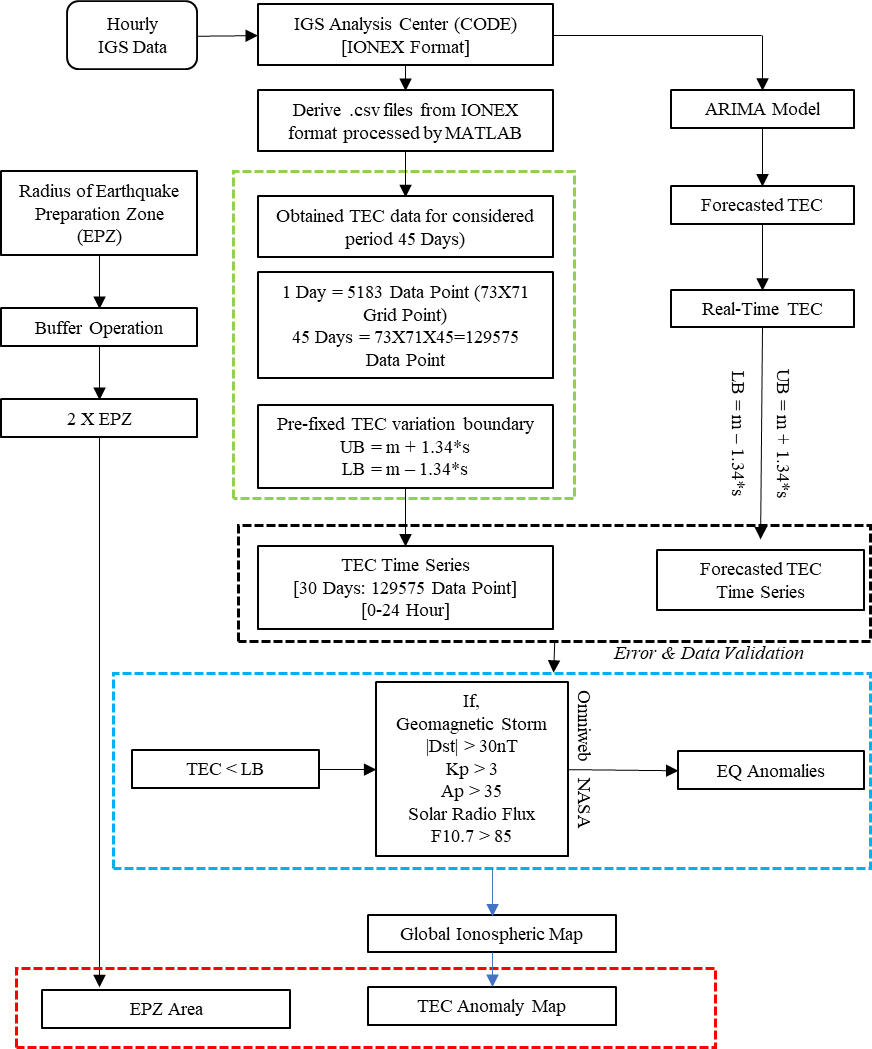 Hourly
IGS Data
IGS Analysis Center (CODE)
[IONEX Format]
Derive .csv files from IONEX
format processed by MATLAB
ARIMA Model
Radius of Earthquake
Preparation Zone
(EPZ)
Obtained TEC data for considered
period 45 Days)
Forecasted TEC
1 Day = 5183 Data Point (73X71
Grid Point)
45 Days = 73X71X45=129575
Data Point
Buffer Operation
Real-Time TEC
2 X EPZ
Pre-fixed TEC variation boundary
UB = m + 1.34*s
LB = m – 1.34*s
UB = m + 1.34*s
LB = m – 1.34*s
TEC Time Series
[30 Days: 129575 Data Point]
[0-24 Hour]
Forecasted TEC
Time Series
Error & Data Validation
TEC < LB
If,
Geomagnetic Storm
|Dst| > 30nT
Kp > 3
Ap > 35
Solar Radio Flux
F10.7 > 85
Omniweb NASA
EQ Anomalies
Global Ionospheric Map
EPZ Area
TEC Anomaly Map